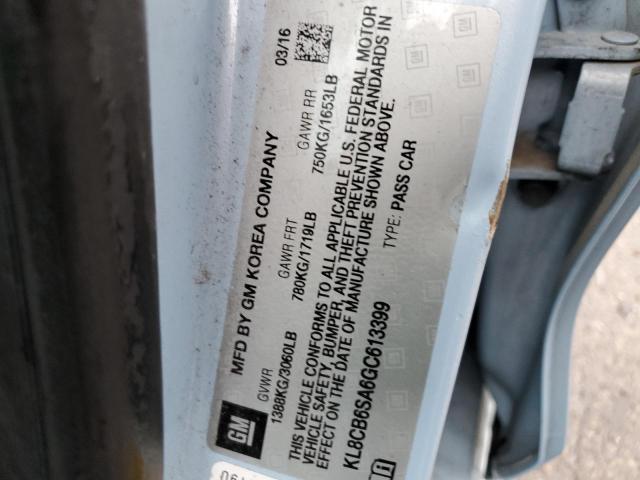 MFD BY GM KOREA COMPANY
03/16
GVWR
GAWR FRT
GAWR RR
1388KG/3060LB
780KG/1719LB
750KG/1653LB
THIS VEHICLE CONFORMS TO ALL APPLICABLE U.S. FEDERAL MOTOR
VEHICLE SAFETY, BUMPER, AND THEFT PREVENTION STANDARDS IN
EFFECT ON THE DATE OF MANUFACTURE SHOWN ABOVE.
KL8CB6SA6GC613399
TYPE: PASS CAR
GM